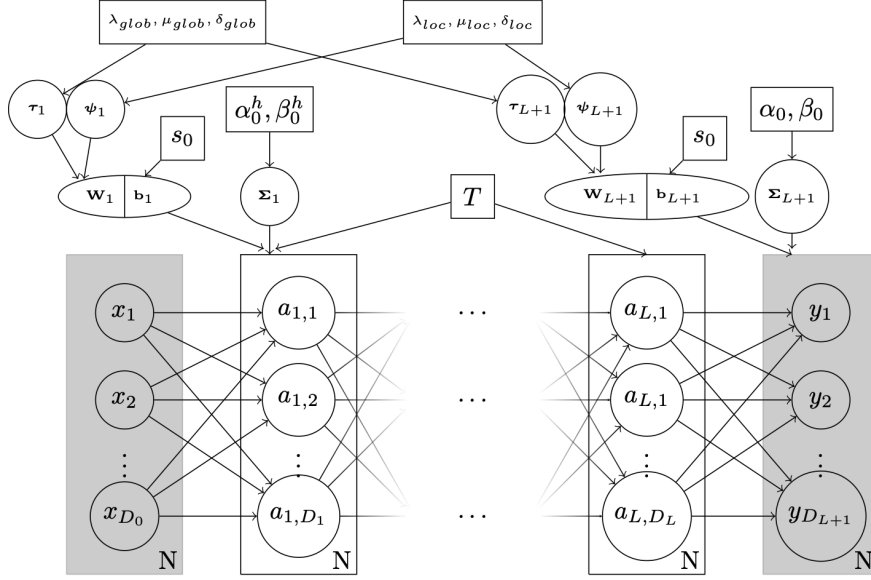 λ_glob, μ_glob, δ_glob
λ_loc, μ_loc, δ_loc
τ_1 ψ_1
α_0^h, β_0^h
s_0
τ_{L+1} ψ_{L+1}
s_0
α_0, β_0
W_1 b_1
Σ_1
T
W_{L+1} b_{L+1}
Σ_{L+1}
x_1 a_{1,1} ⋯ a_{L,1} y_1
x_2 a_{1,2} ⋯ a_{L,1} y_2
⋮ ⋮ ⋮ ⋮
x_{D_0} a_{1,D_1} ⋯ a_{L,D_L} y_{D_{L+1}}
N N N N